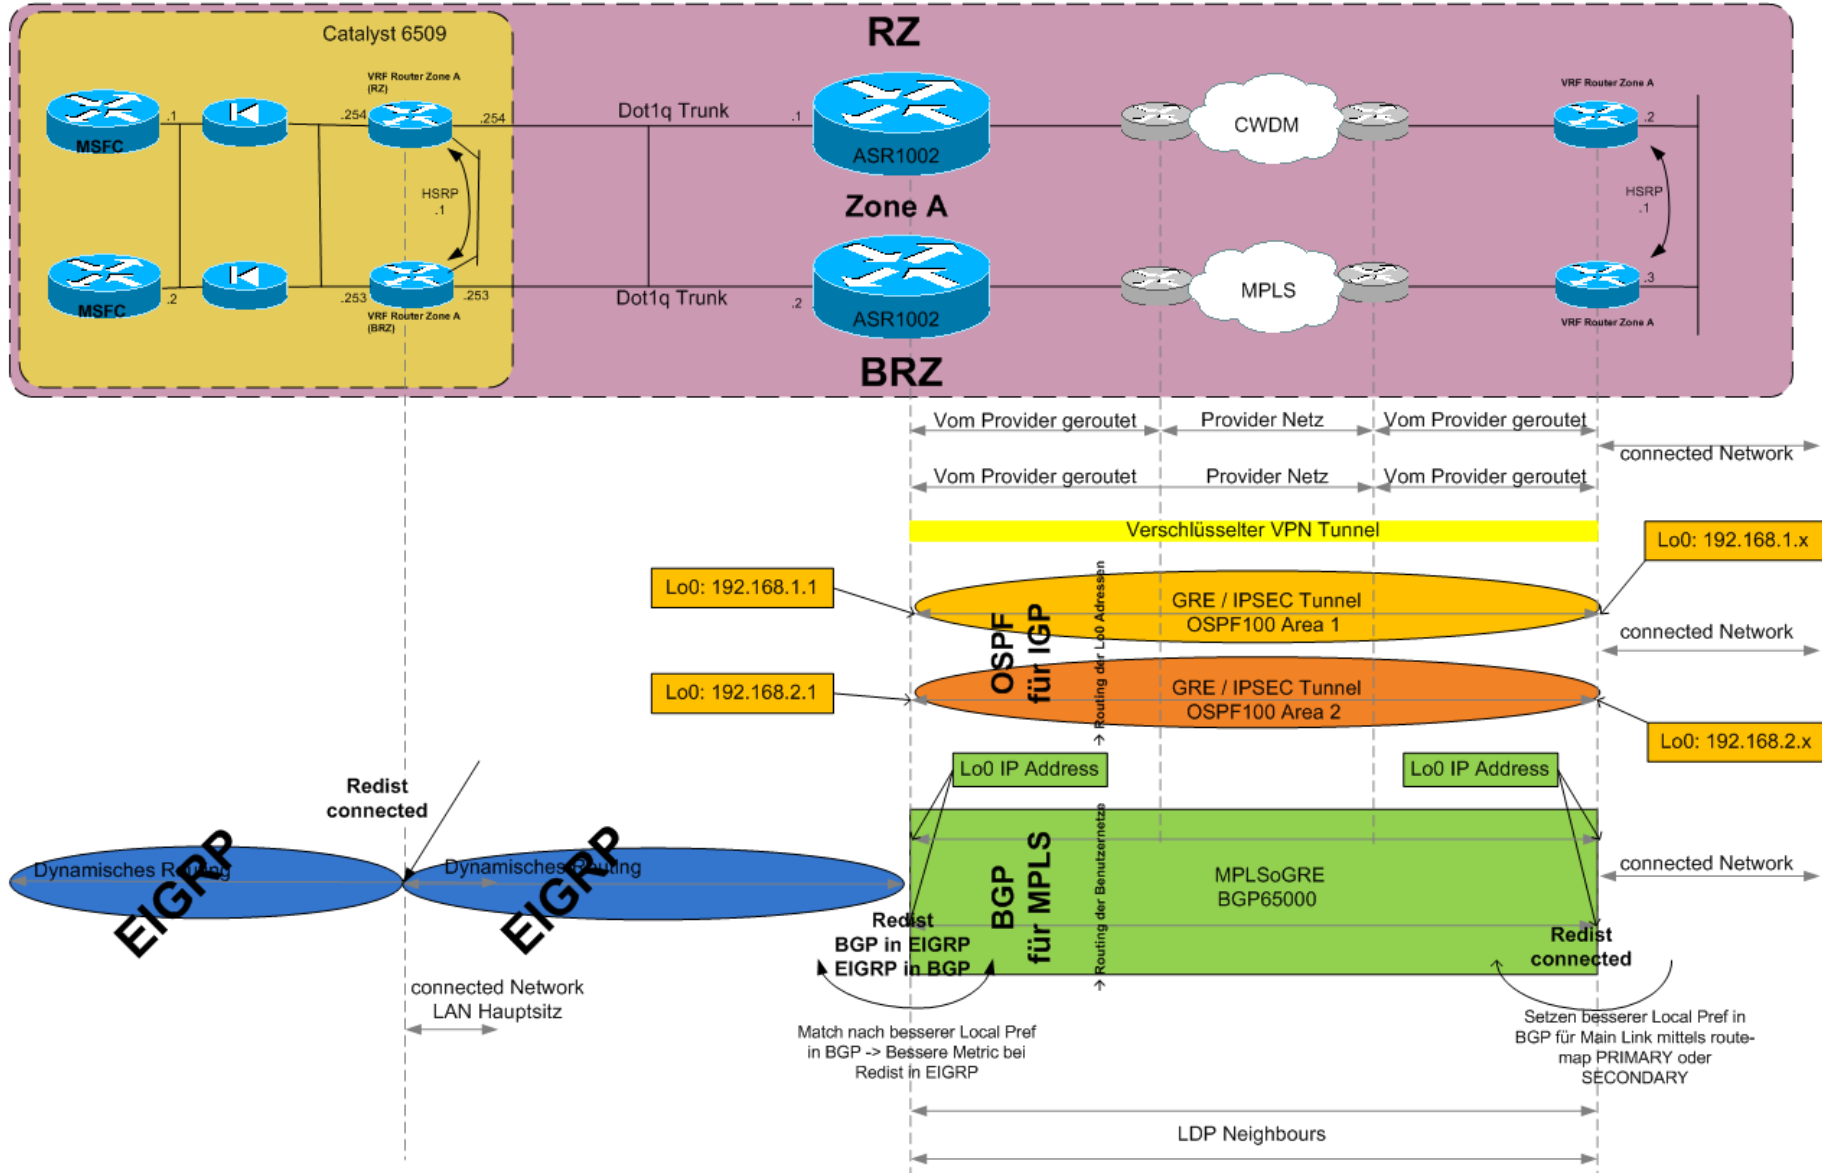 RZ
Catalyst 6509
VRF Router Zone A
(RZ)
VRF Router Zone A
MSFC
.1
.254
.254
Dot1q Trunk
.1
ASR1002
CWDM
.2
HSRP
.1
Zone A
HSRP
.1
MSFC
.2
.253
.253
Dot1q Trunk
.2
ASR1002
MPLS
.3
VRF Router Zone A
(BRZ)
VRF Router Zone A
BRZ
Vom Provider geroutet
Provider Netz
Vom Provider geroutet
connected Network
Vom Provider geroutet
Provider Netz
Vom Provider geroutet
Verschlüsselter VPN Tunnel
Lo0: 192.168.1.x
Lo0: 192.168.1.1
GRE / IPSEC Tunnel
OSPF100 Area 1
connected Network
OSPF
für IGP
→ Routing der Lo0 Adressen
Lo0: 192.168.2.1
GRE / IPSEC Tunnel
OSPF100 Area 2
Lo0: 192.168.2.x
Lo0 IP Address
Lo0 IP Address
Redist
connected
Dynamisches Routing
EIGRP
Dynamisches Routing
EIGRP
BGP
für MPLS
→ Routing der Benutzernetze
MPLSoGRE
BGP65000
connected Network
Redist
BGP in EIGRP
EIGRP in BGP
Redist
connected
connected Network
LAN Hauptsitz
Match nach besserer Local Pref
in BGP -> Bessere Metric bei
Redist in EIGRP
Setzen besserer Local Pref in
BGP für Main Link mittels route-
map PRIMARY oder
SECONDARY
LDP Neighbours